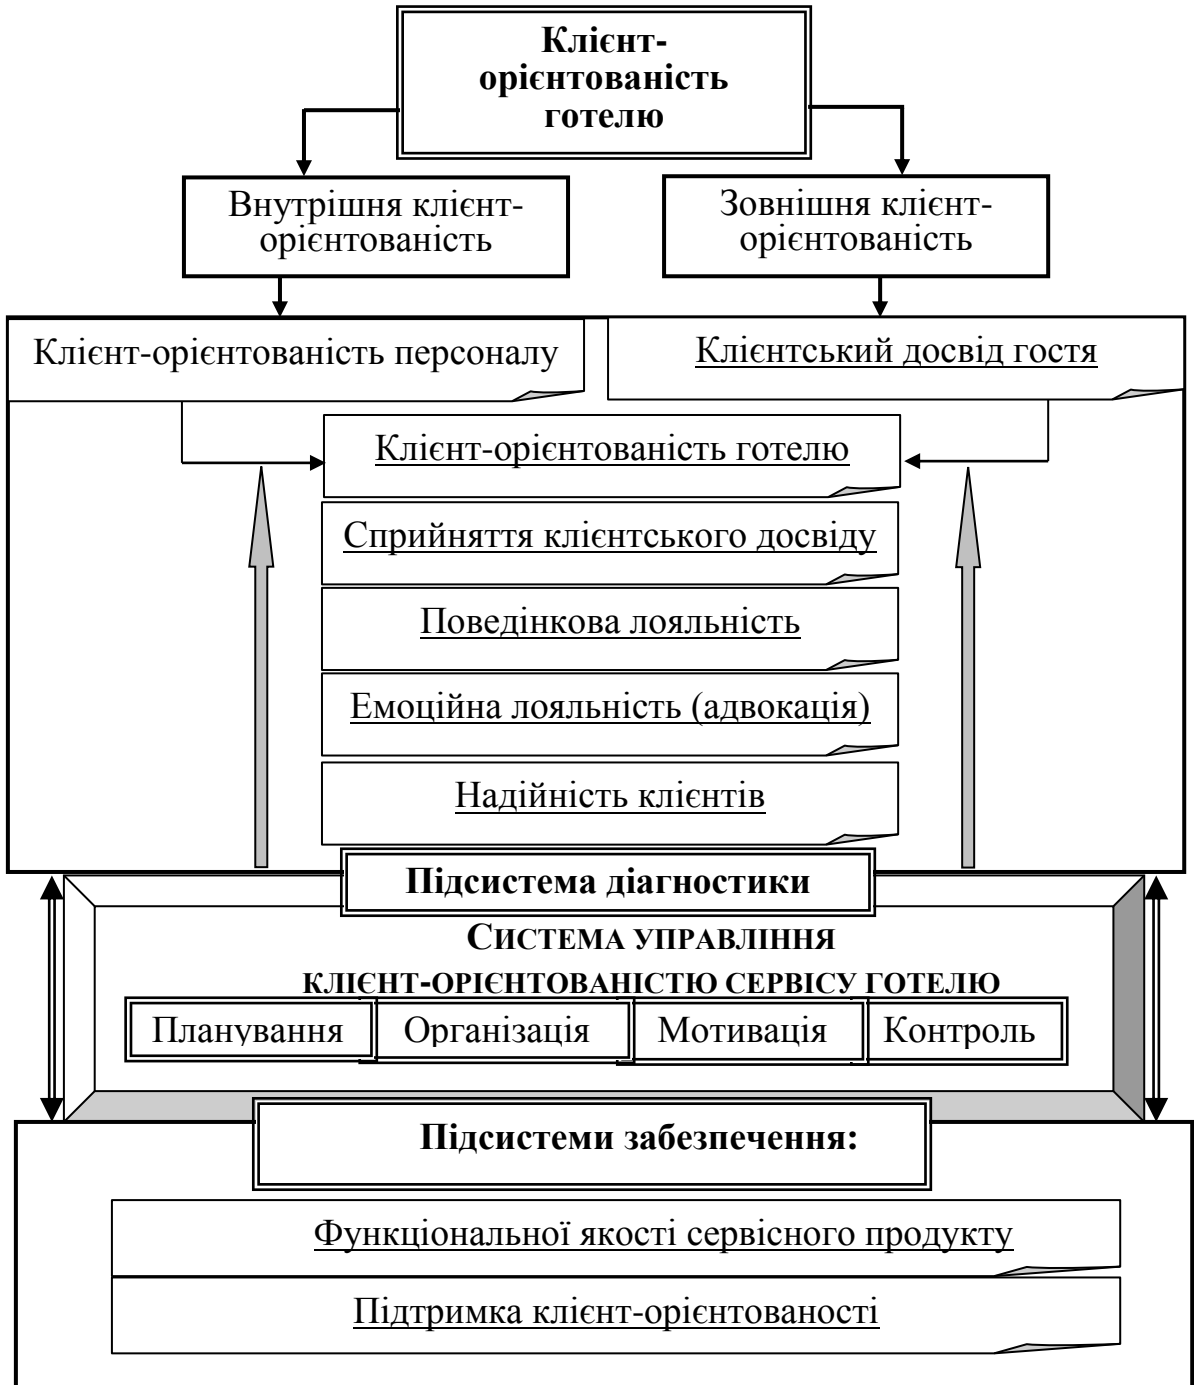 Клієнт-
орієнтованість
готелю
Внутрішня клієнт-
орієнтованість
Зовнішня клієнт-
орієнтованість
Клієнт-орієнтованість персоналу
Клієнтський досвід гостя
Клієнт-орієнтованість готелю
Сприйняття клієнтського досвіду
Поведінкова лояльність
Емоційна лояльність (адвокація)
Надійність клієнтів
Підсистема діагностики
СИСТЕМА УПРАВЛІННЯ
КЛІЄНТ-ОРІЄНТОВАНІСТЮ СЕРВІСУ ГОТЕЛЮ
Планування
Організація
Мотивація
Контроль
Підсистеми забезпечення:
Функціональної якості сервісного продукту
Підтримка клієнт-орієнтованості